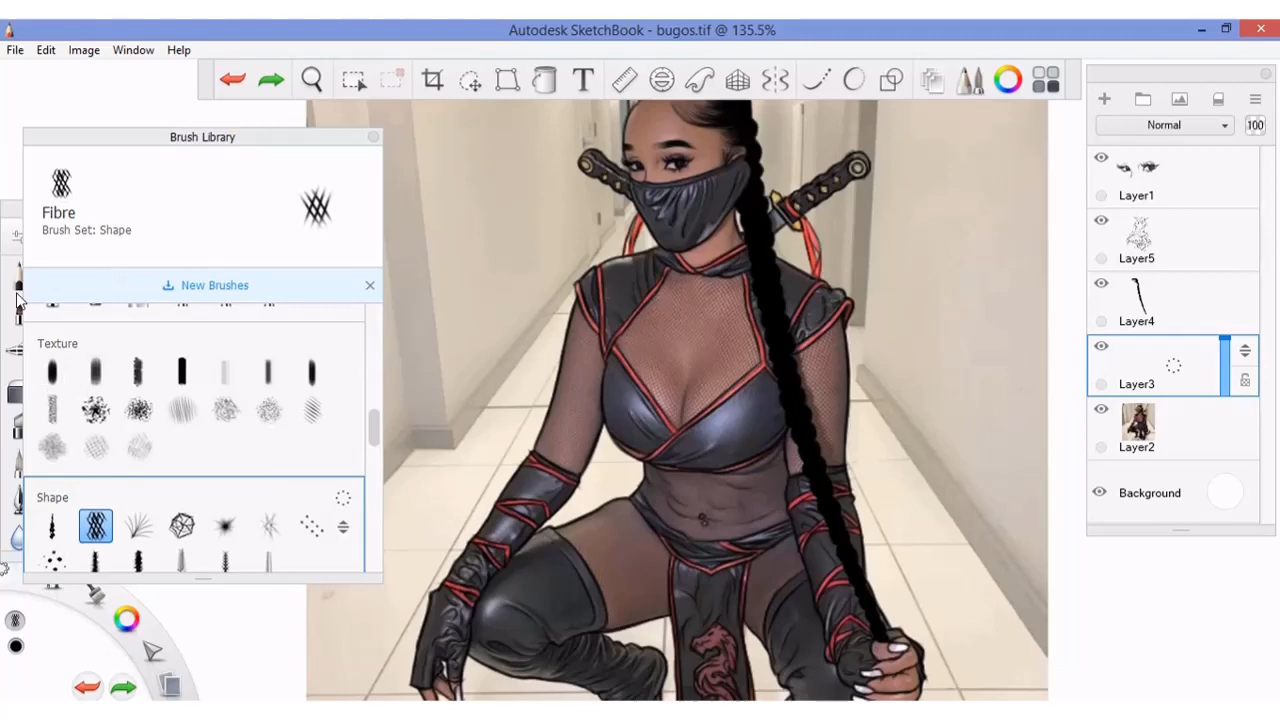 Autodesk SketchBook - bugos.tif @ 135.5%
File Edit Image Window Help
Brush Library
Fibre
Brush Set: Shape
New Brushes
Texture
Shape
Normal
100
Layer1
Layer5
Layer4
Layer3
Layer2
Background